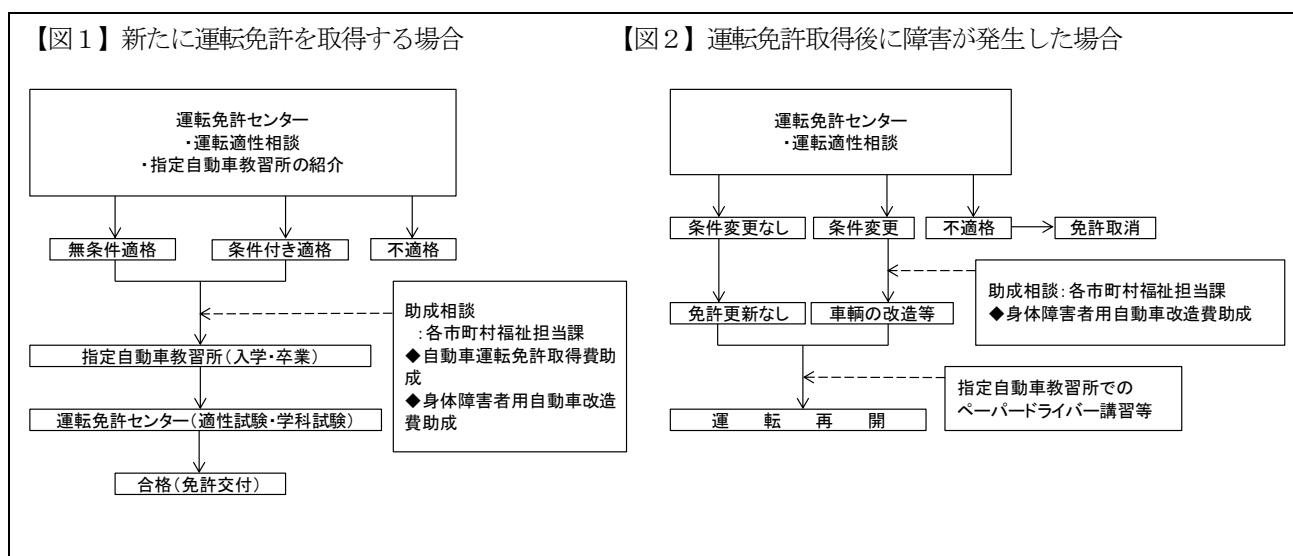 【図１】新たに運転免許を取得する場合
運転免許センター
・運転適性相談
・指定自動車教習所の紹介
無条件適格
条件付き適格
不適格
助成相談
：各市町村福祉担当課
◆自動車運転免許取得費助
成
◆身体障害者用自動車改造
費助成
指定自動車教習所（入学・卒業）
運転免許センター（適性試験・学科試験）
合格（免許交付）
【図２】運転免許取得後に障害が発生した場合
運転免許センター
・運転適性相談
条件変更なし
条件変更
不適格
免許取消
助成相談：各市町村福祉担当課
◆身体障害者用自動車改造費助成
免許更新なし
車輌の改造等
指定自動車教習所での
ペーパードライバー講習等
運転再開